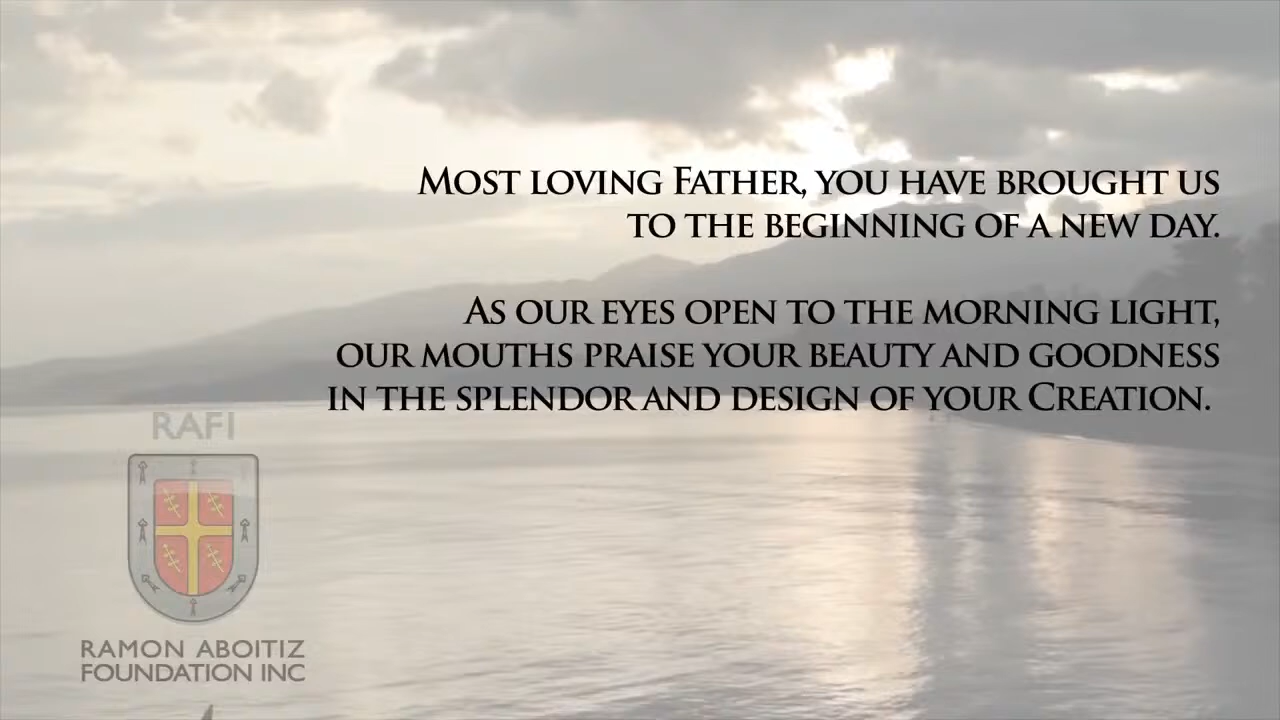 Most loving Father, you have brought us
to the beginning of a new day.
As our eyes open to the morning light,
our mouths praise your beauty and goodness
in the splendor and design of your Creation.
RAFI
RAMON ABOITIZ
FOUNDATION INC